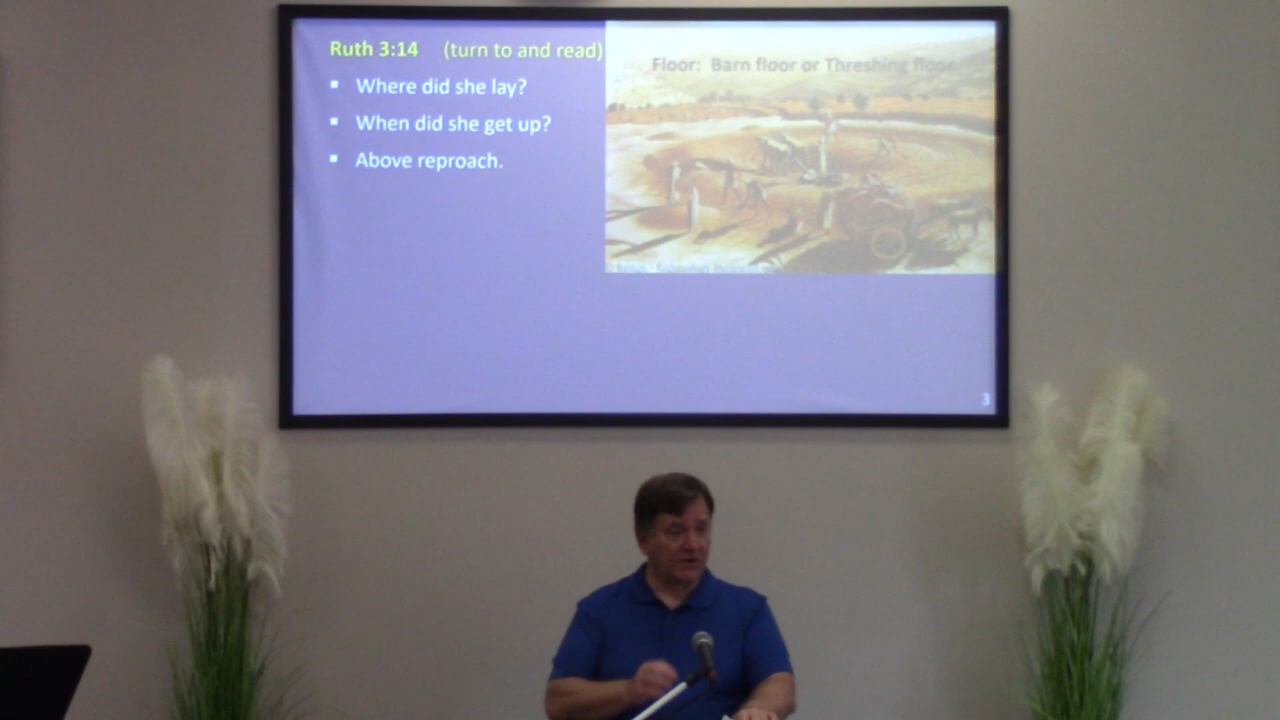 Ruth 3:14 (turn to and read)
▪ Where did she lay?
▪ When did she get up?
▪ Above reproach.
Floor: Barn floor or Threshing floor
3